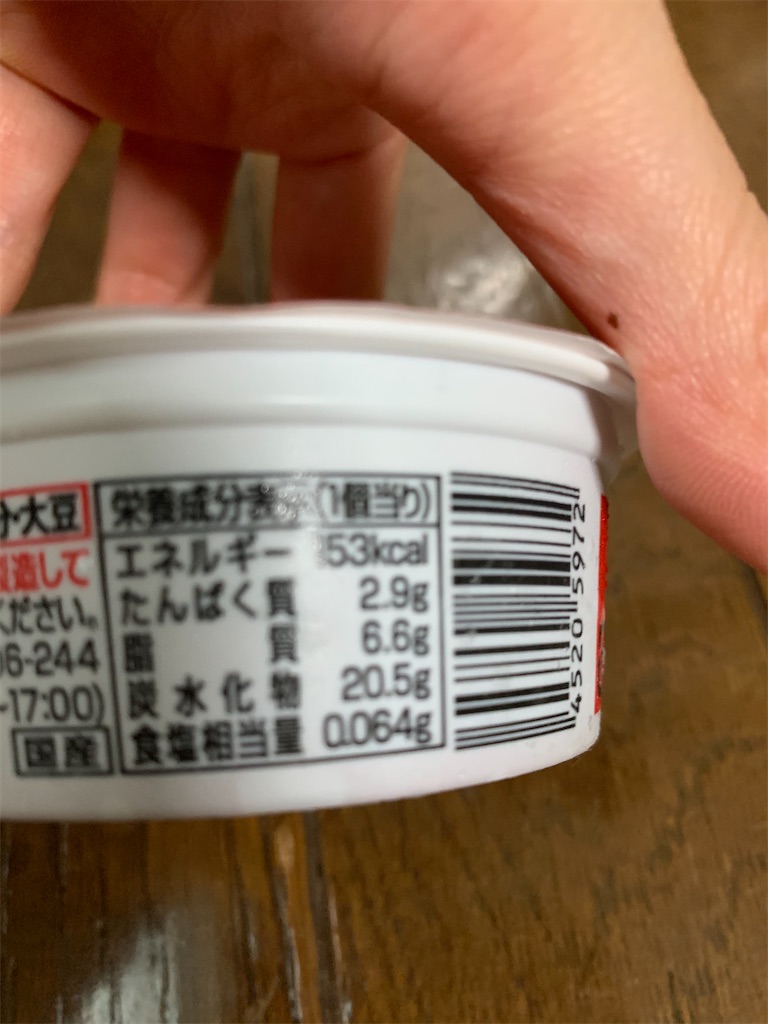 分・大豆
製造して
ください。
06-244
-17:00)
国産
栄養成分表示(1個当り)
エネルギー 153kcal
たんぱく質 2.9g
脂質 6.6g
炭水化物 20.5g
食塩相当量 0.064g
4520 5972